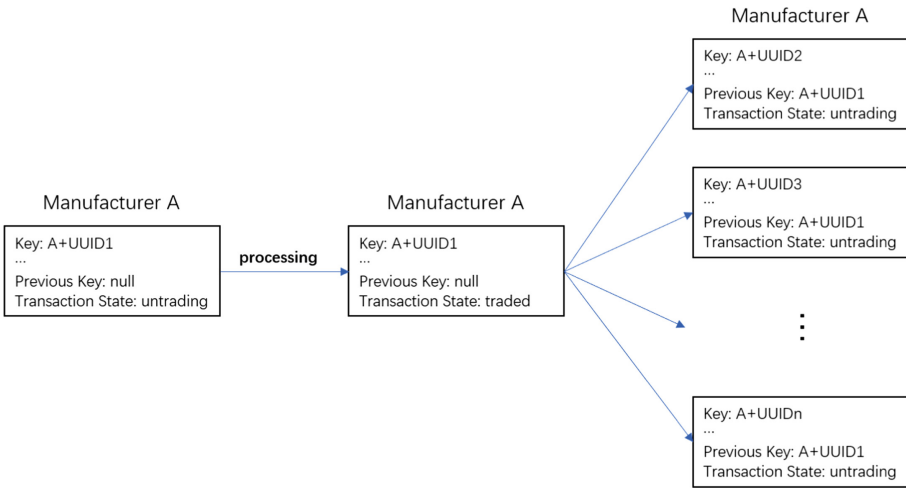 Manufacturer A
Key: A+UUID1
...
Previous Key: null
Transaction State: untrading
processing
Manufacturer A
Key: A+UUID1
...
Previous Key: null
Transaction State: traded
Manufacturer A
Key: A+UUID2
...
Previous Key: A+UUID1
Transaction State: untrading
Key: A+UUID3
...
Previous Key: A+UUID1
Transaction State: untrading
⋮
Key: A+UUIDn
...
Previous Key: A+UUID1
Transaction State: untrading